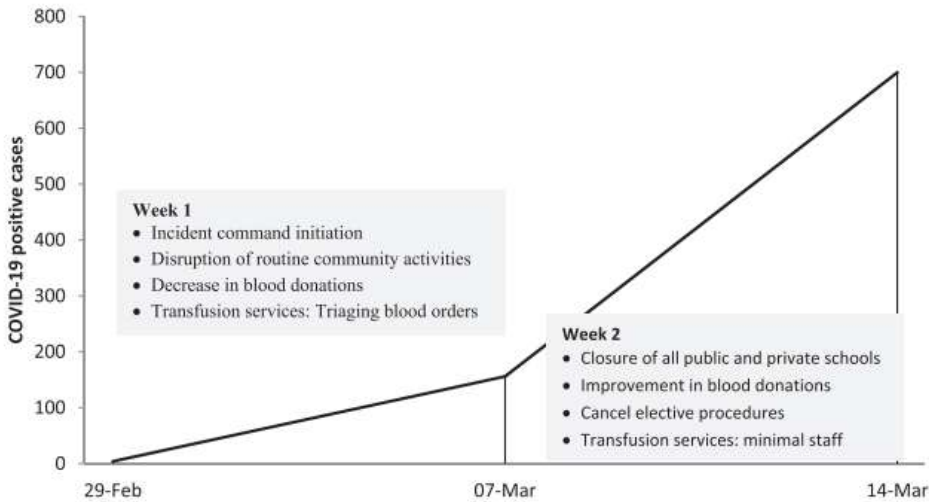 800
700
600
500
400
300
200
100
0
COVID-19 positive cases
Week 1
• Incident command initiation
• Disruption of routine community activities
• Decrease in blood donations
• Transfusion services: Triaging blood orders
Week 2
• Closure of all public and private schools
• Improvement in blood donations
• Cancel elective procedures
• Transfusion services: minimal staff
29-Feb
07-Mar
14-Mar